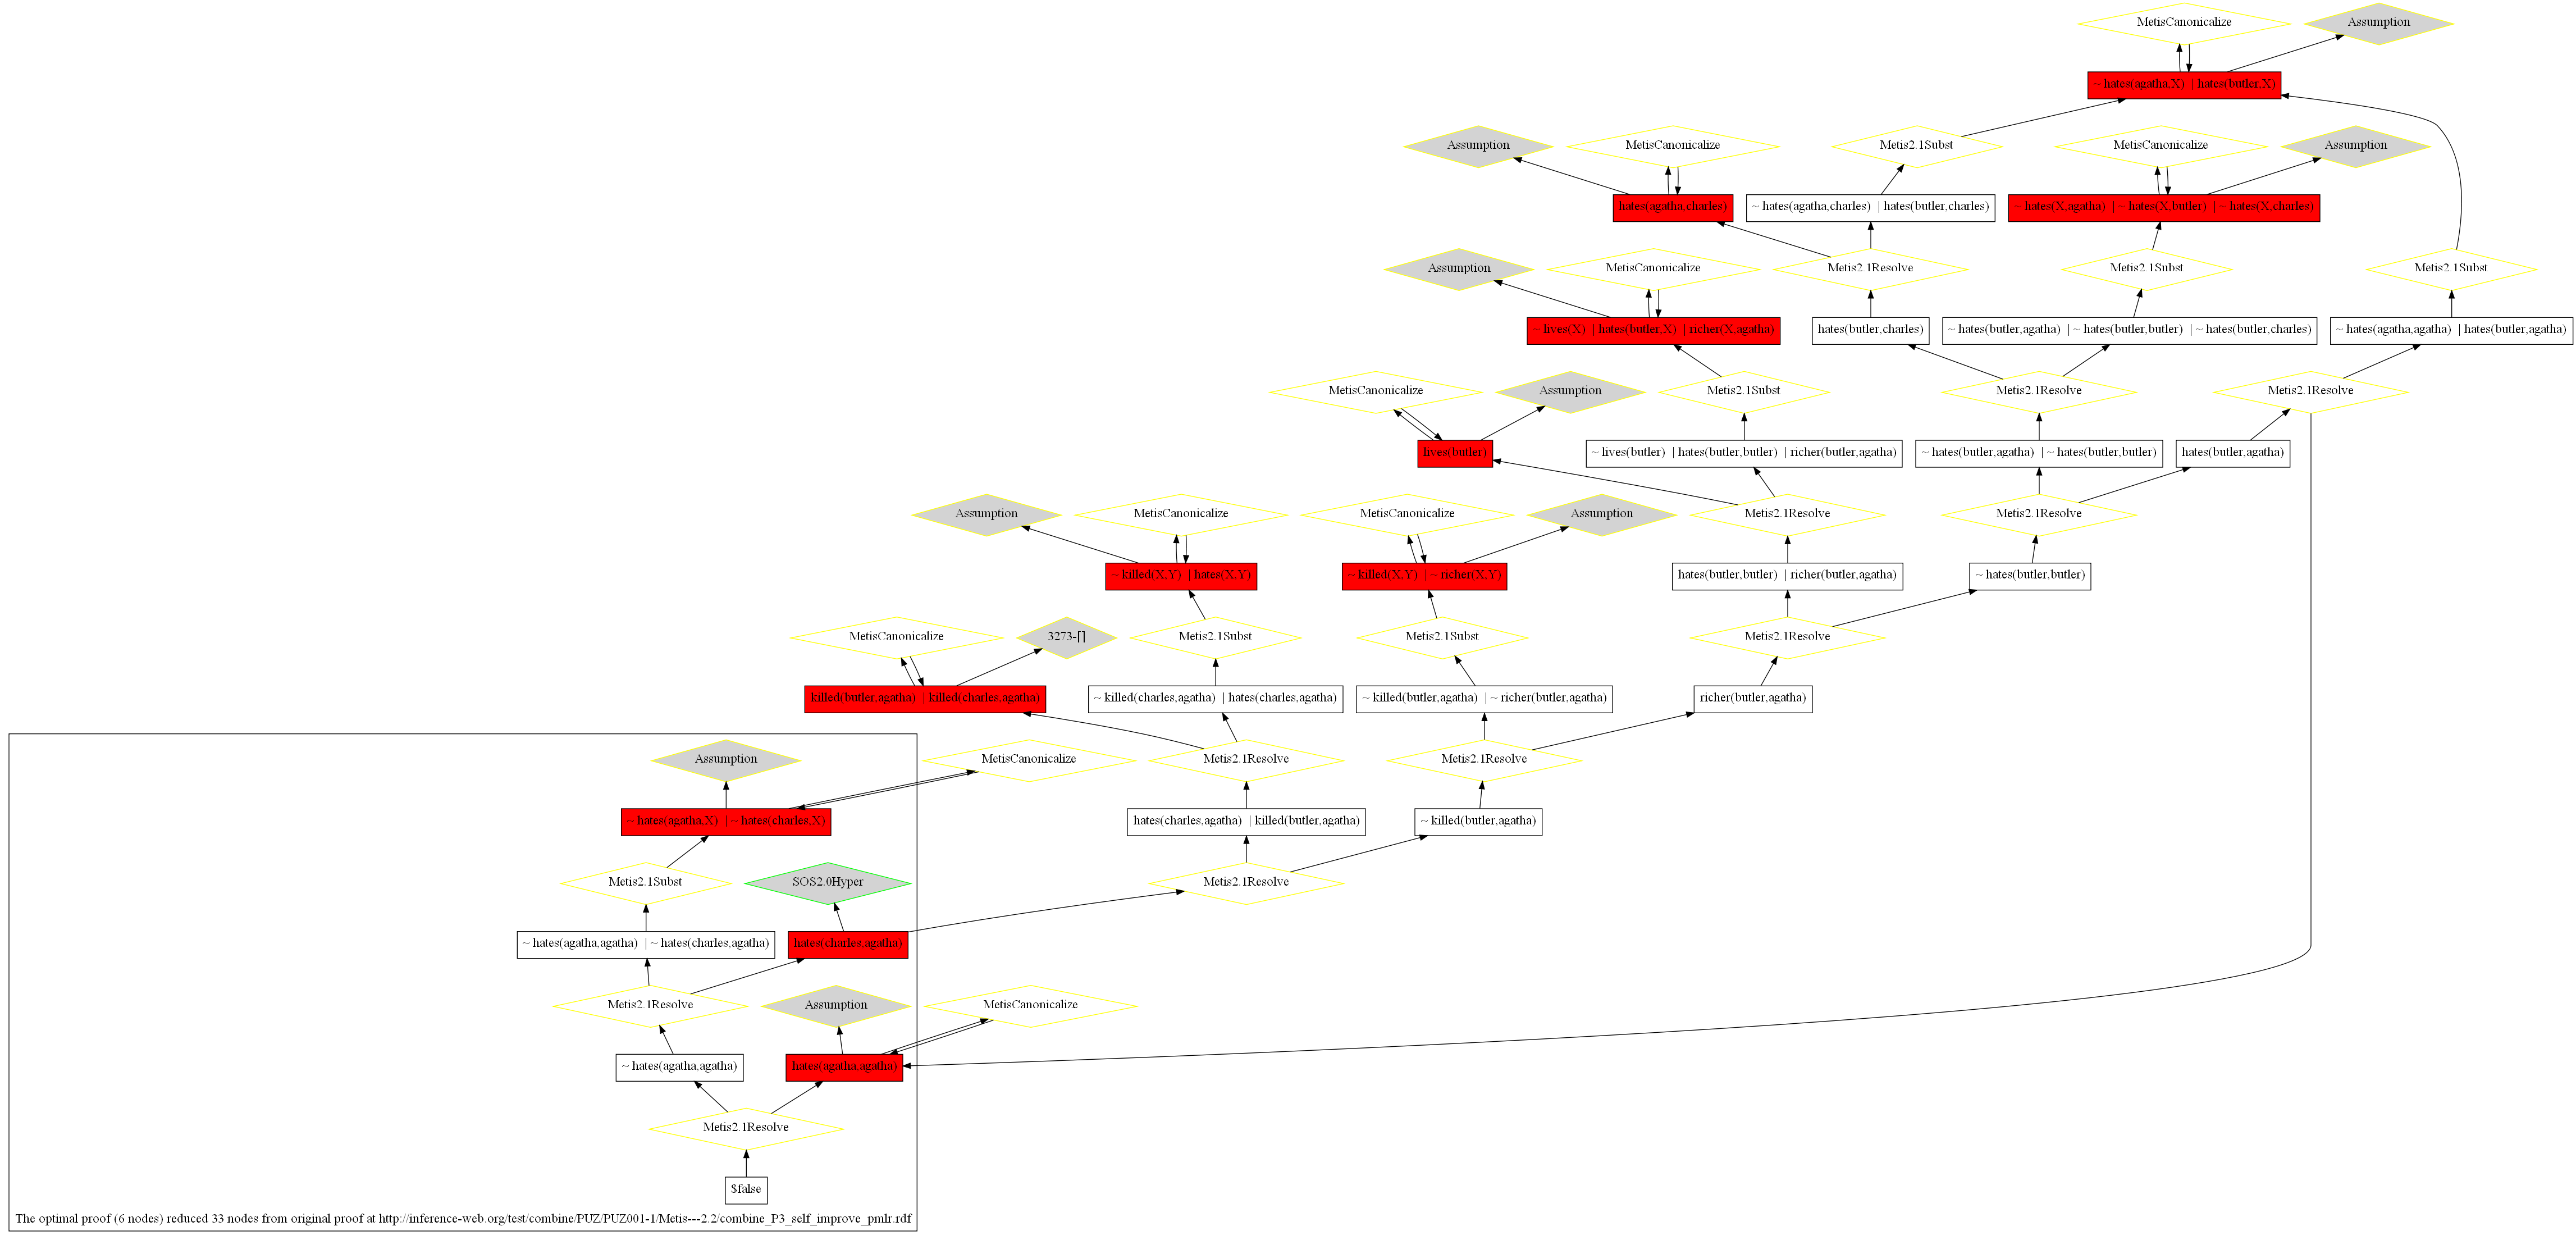 MetisCanonicalize
Assumption
~ hates(agatha,X) | hates(butler,X)
Assumption
MetisCanonicalize
Metis2.1Subst
MetisCanonicalize
Assumption
hates(agatha,charles)
~ hates(agatha,charles) | hates(butler,charles)
~ hates(X,agatha) | ~ hates(X,butler) | ~ hates(X,charles)
Assumption
MetisCanonicalize
Metis2.1Resolve
Metis2.1Subst
Metis2.1Subst
~ lives(X) | hates(butler,X) | richer(X,agatha)
hates(butler,charles)
~ hates(butler,agatha) | ~ hates(butler,butler) | ~ hates(butler,charles)
~ hates(agatha,agatha) | hates(butler,agatha)
MetisCanonicalize
Assumption
Metis2.1Subst
Metis2.1Resolve
Metis2.1Resolve
lives(butler)
~ lives(butler) | hates(butler,butler) | richer(butler,agatha)
~ hates(butler,agatha) | ~ hates(butler,butler)
hates(butler,agatha)
Assumption
MetisCanonicalize
MetisCanonicalize
Assumption
Metis2.1Resolve
Metis2.1Resolve
~ killed(X,Y) | hates(X,Y)
~ killed(X,Y) | ~ richer(X,Y)
hates(butler,butler) | richer(butler,agatha)
~ hates(butler,butler)
MetisCanonicalize
3273-[]
Metis2.1Subst
Metis2.1Subst
Metis2.1Resolve
killed(butler,agatha) | killed(charles,agatha)
~ killed(charles,agatha) | hates(charles,agatha)
~ killed(butler,agatha) | ~ richer(butler,agatha)
richer(butler,agatha)
Assumption
MetisCanonicalize
Metis2.1Resolve
Metis2.1Resolve
~ hates(agatha,X) | ~ hates(charles,X)
hates(charles,agatha) | killed(butler,agatha)
~ killed(butler,agatha)
Metis2.1Subst
SOS2.0Hyper
Metis2.1Resolve
~ hates(agatha,agatha) | ~ hates(charles,agatha)
hates(charles,agatha)
Metis2.1Resolve
Assumption
MetisCanonicalize
~ hates(agatha,agatha)
hates(agatha,agatha)
Metis2.1Resolve
$false
The optimal proof (6 nodes) reduced 33 nodes from original proof at http://inference-web.org/test/combine/PUZ/PUZ001-1/Metis---2.2/combine_P3_self_improve_pmlr.rdf